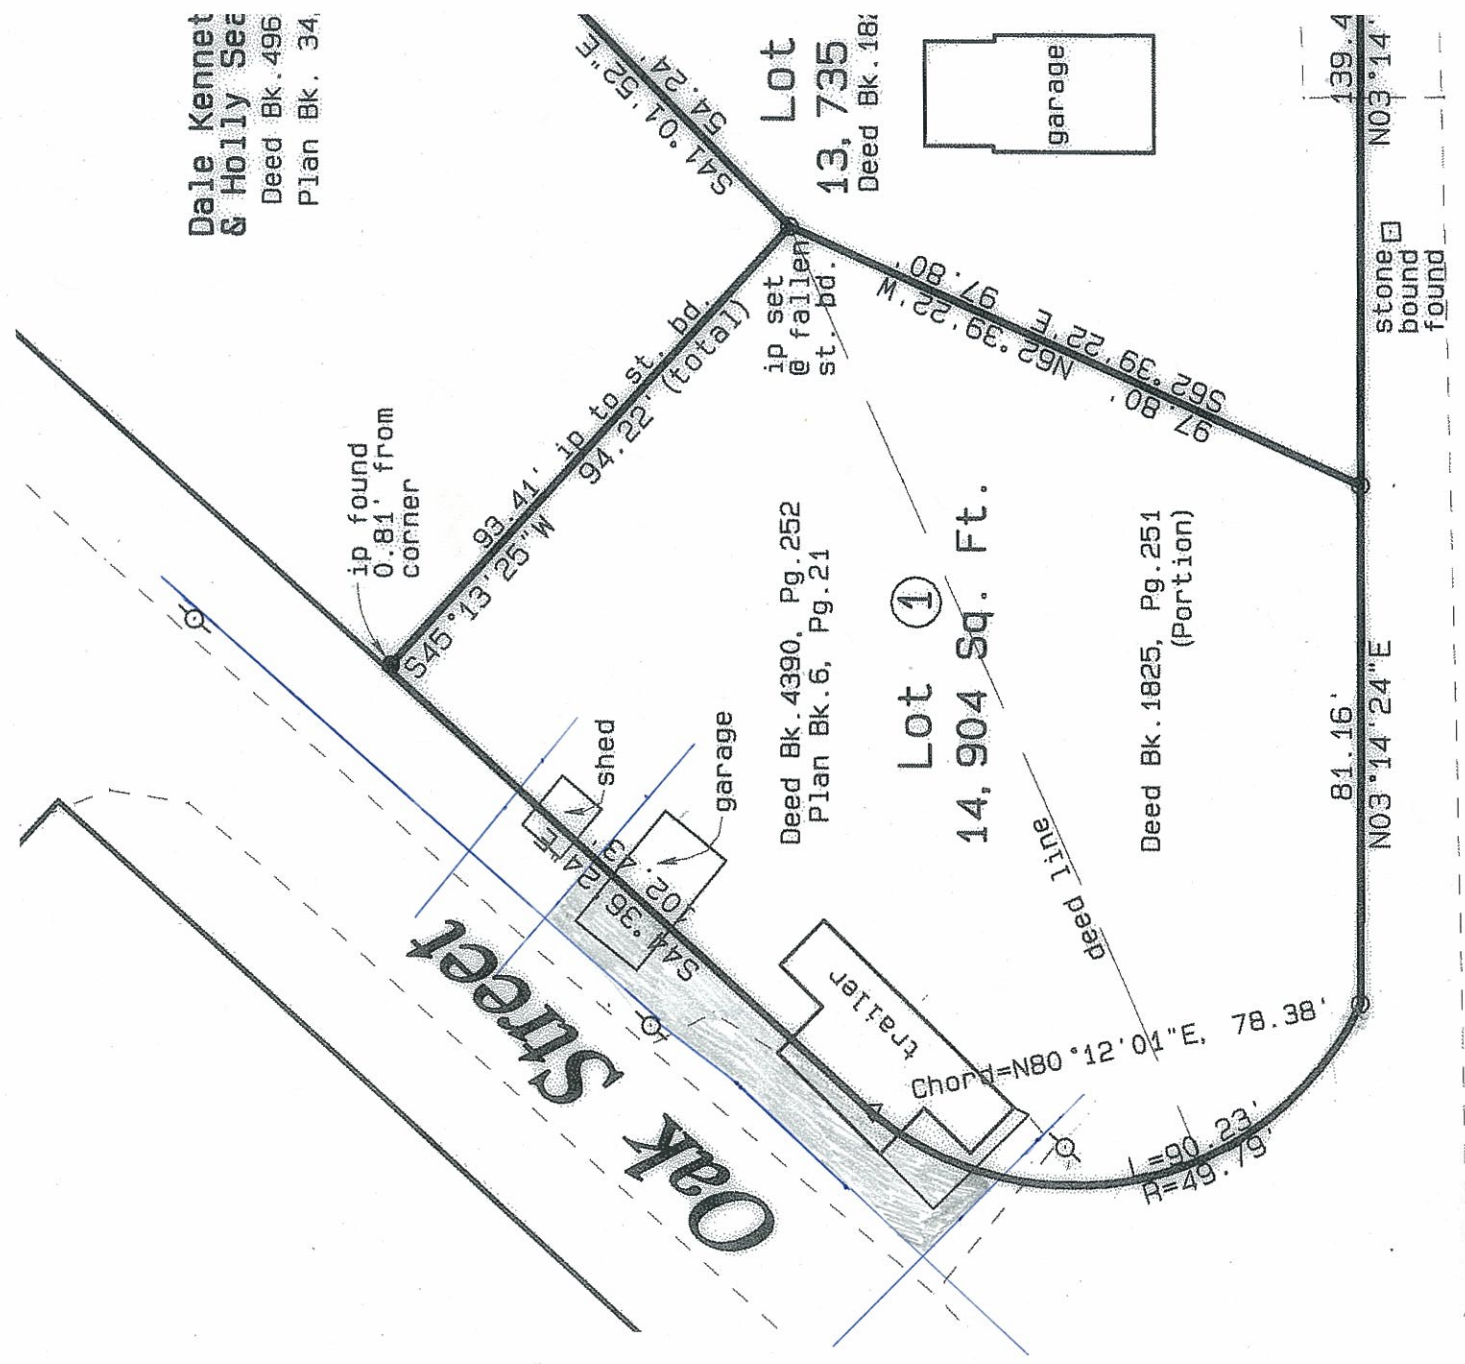 Dale Kennet
& Holly Sea
Deed Bk. 496
Plan Bk. 34,
S41°01'52"E
54.24'
Lot
13,735
Deed Bk. 18
garage
139.4
N03°14'
ip found
0.81' from
corner
93.41' ip to st. bd.
94.22' (total)
S45°13'25"W
ip set
@ fallen
st. bd.
97.80'
N62°39'22"W
S62°39'22"E
97.80'
stone
bound
found
shed
garage
S44°36'24"E
102.43'
Deed Bk. 4390, Pg. 252
Plan Bk. 6, Pg. 21
Lot 1
14,904 Sq. Ft.
Deed Bk. 1825, Pg. 251
(Portion)
81.16'
N03°14'24"E
deed line
trailer
Chord=N80°12'01"E, 78.38'
L=90.23'
R=49.79'
Oak Street